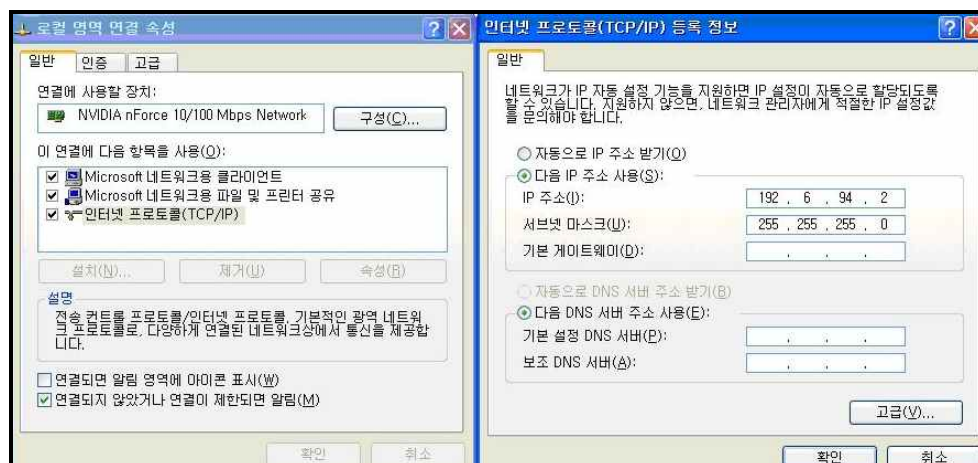 로컬 영역 연결 속성
일반 인증 고급
연결에 사용할 장치:
NVIDIA nForce 10/100 Mbps Network
구성(C)...
이 연결에 다음 항목을 사용(O):
Microsoft 네트워크용 클라이언트
Microsoft 네트워크용 파일 및 프린터 공유
인터넷 프로토콜(TCP/IP)
설치(N)... 제거(U) 속성(R)
설명
전송 컨트롤 프로토콜/인터넷 프로토콜. 기본적인 광역 네트워
크 프로토콜로, 다양하게 연결된 네트워크상에서 통신을 제공합
니다.
연결되면 알림 영역에 아이콘 표시(W)
연결되지 않았거나 연결이 제한되면 알림(M)
확인 취소
인터넷 프로토콜(TCP/IP) 등록 정보
일반
네트워크가 IP 자동 설정 기능을 지원하면 IP 설정이 자동으로 할당되도록
할 수 있습니다. 지원하지 않으면, 네트워크 관리자에게 적절한 IP 설정값
을 문의해야 합니다.
자동으로 IP 주소 받기(O)
다음 IP 주소 사용(S):
IP 주소(I): 192 . 6 . 94 . 2
서브넷 마스크(U): 255 . 255 . 255 . 0
기본 게이트웨이(D): . . .
자동으로 DNS 서버 주소 받기(B)
다음 DNS 서버 주소 사용(E):
기본 설정 DNS 서버(P): . . .
보조 DNS 서버(A): . . .
고급(V)...
확인 취소